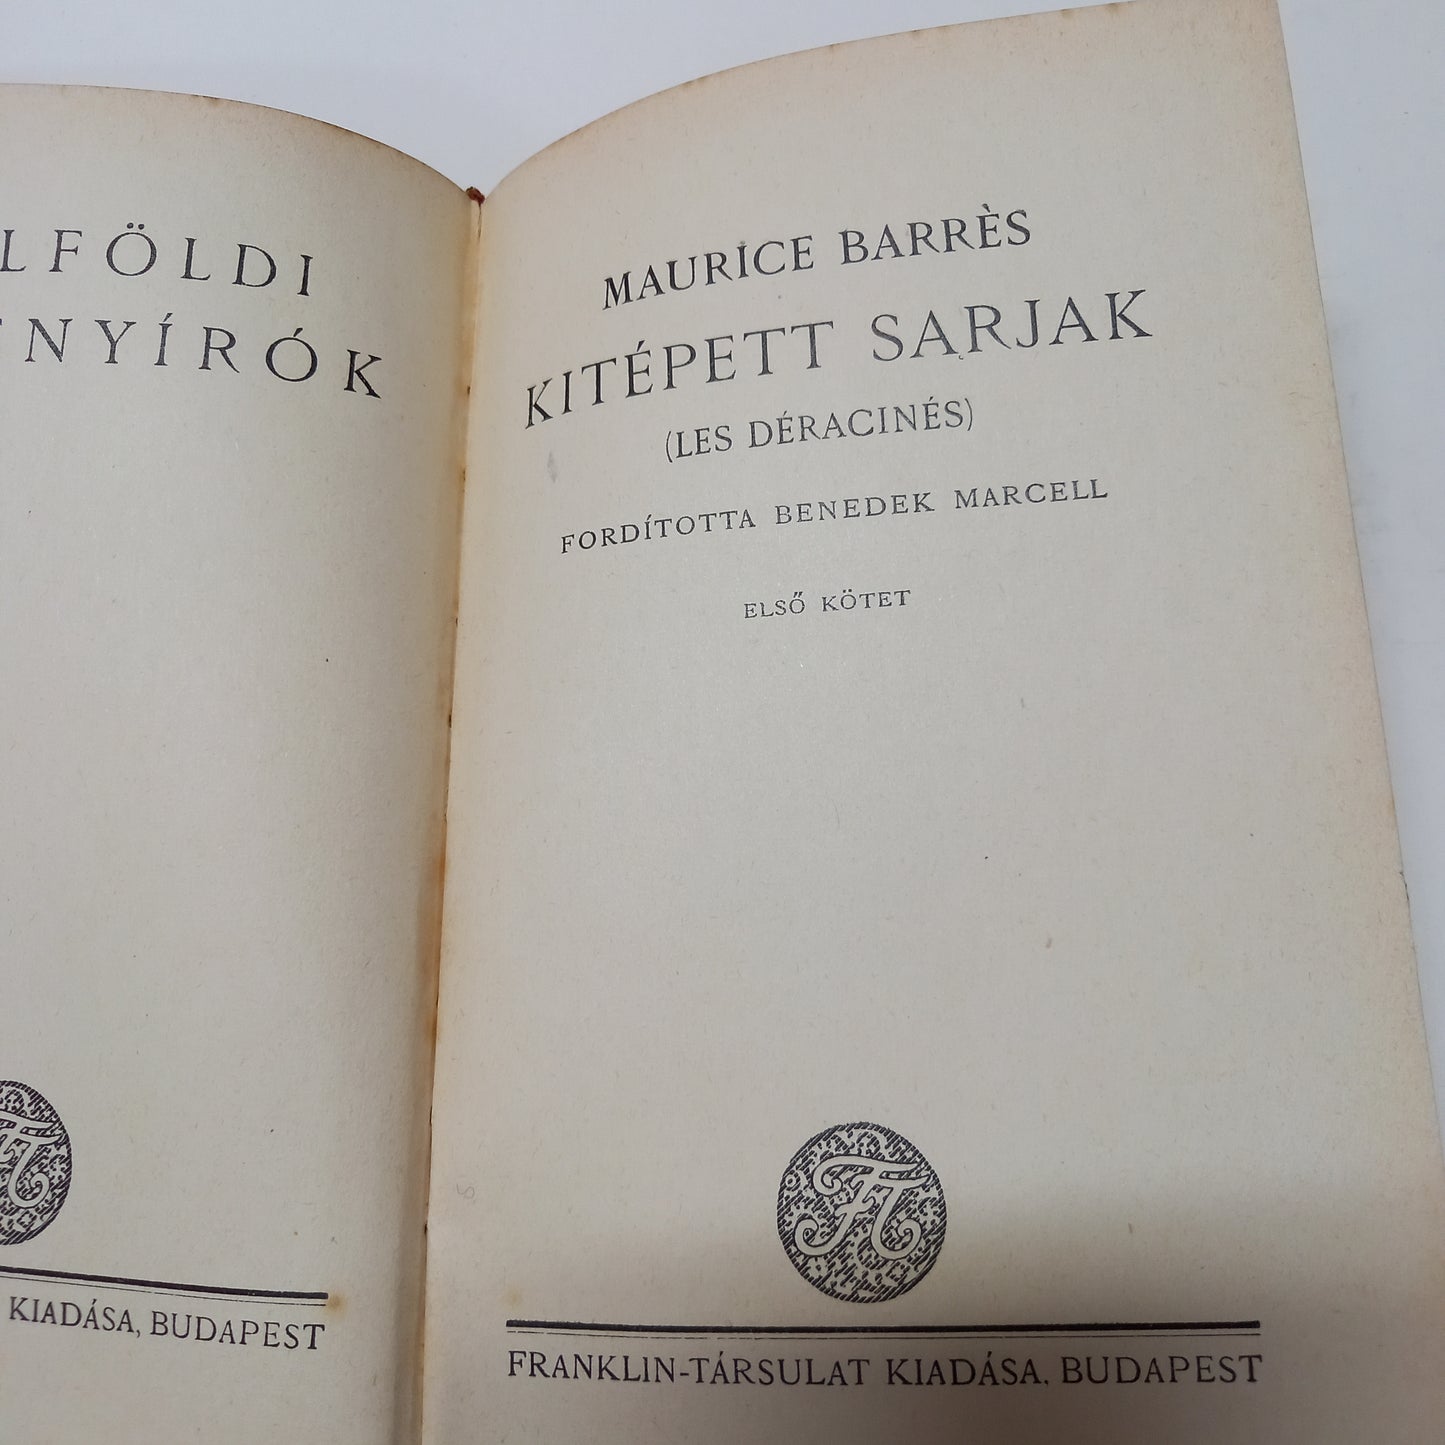 LFÖLDI
NYÍRÓK
KIADÁSA, BUDAPEST
MAURICE BARRÈS
KITÉPETT SARJAK
(LES DÉRACINÉS)
FORDÍTOTTA BENEDEK MARCELL
ELSŐ KÖTET
FT
FRANKLIN-TÁRSULAT KIADÁSA, BUDAPEST